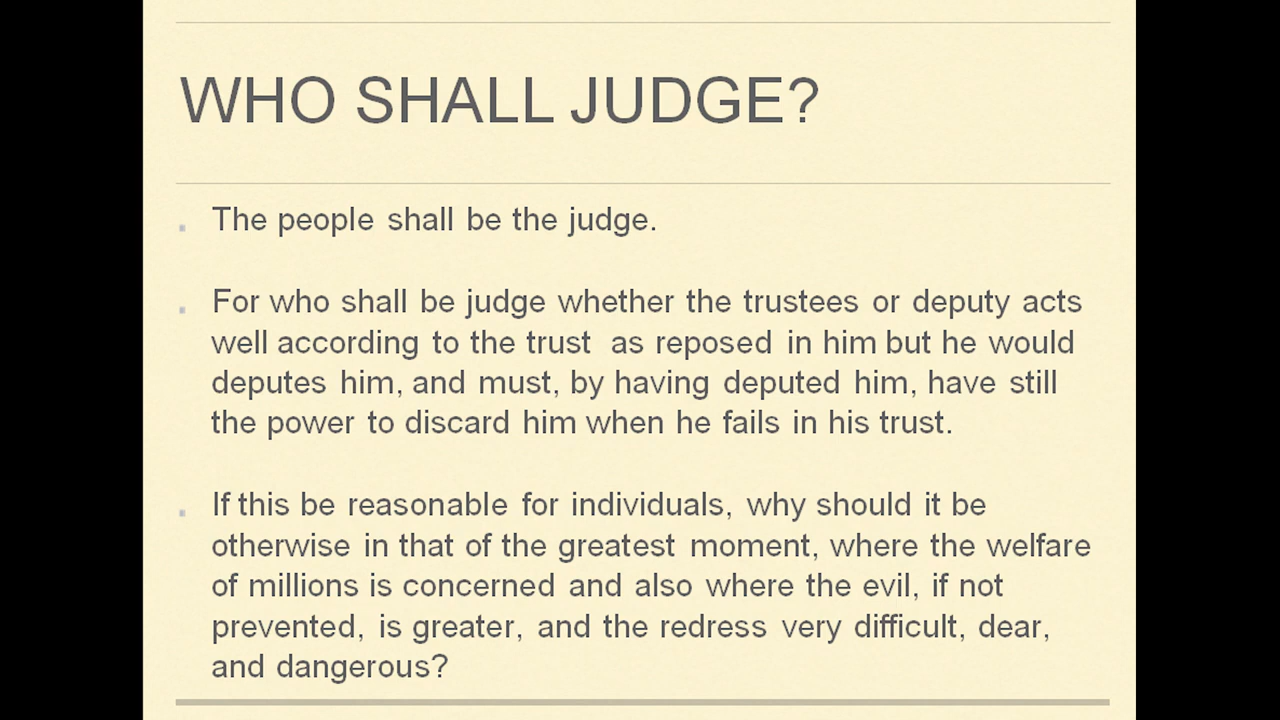 WHO SHALL JUDGE?
The people shall be the judge.
For who shall be judge whether the trustees or deputy acts
well according to the trust as reposed in him but he would
deputes him, and must, by having deputed him, have still
the power to discard him when he fails in his trust.
If this be reasonable for individuals, why should it be
otherwise in that of the greatest moment, where the welfare
of millions is concerned and also where the evil, if not
prevented, is greater, and the redress very difficult, dear,
and dangerous?